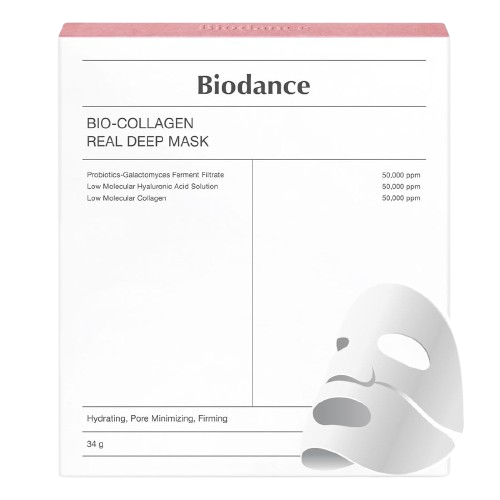 Biodance
Biodance
BIO-COLLAGEN
REAL DEEP MASK
Probiotics-Galactomyces Ferment Filtrate 50,000 ppm
Low Molecular Hyaluronic Acid Solution 50,000 ppm
Low Molecular Collagen 50,000 ppm
Hydrating, Pore Minimizing, Firming
34 g